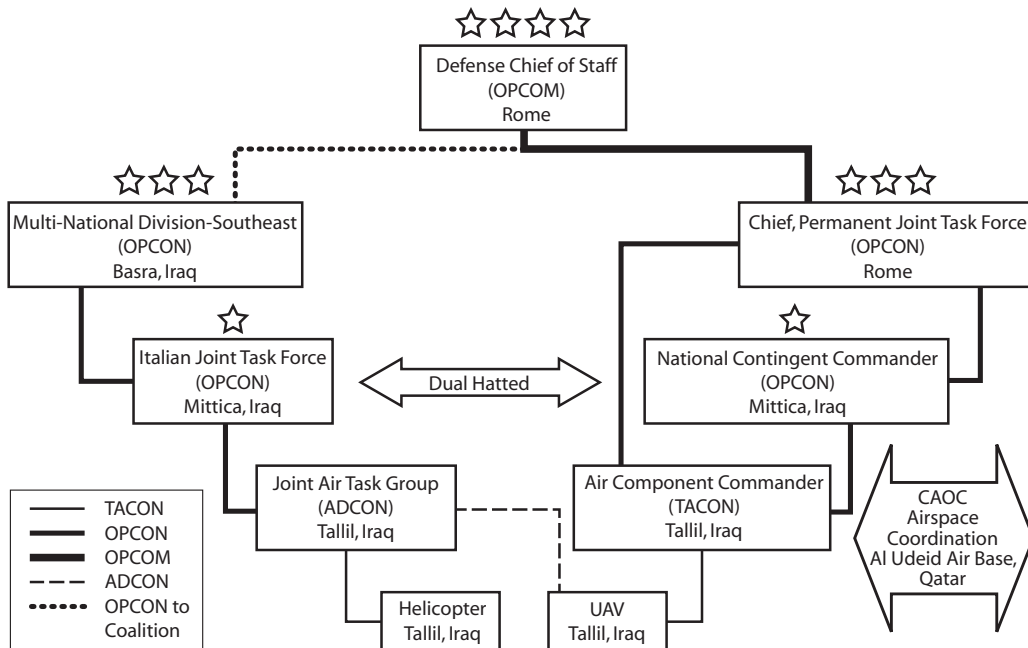 Defense Chief of Staff
(OPCOM)
Rome
Multi-National Division-Southeast
(OPCON)
Basra, Iraq
Chief, Permanent Joint Task Force
(OPCON)
Rome
Italian Joint Task Force
(OPCON)
Mittica, Iraq
Dual Hatted
National Contingent Commander
(OPCON)
Mittica, Iraq
Joint Air Task Group
(ADCON)
Tallil, Iraq
Air Component Commander
(TACON)
Tallil, Iraq
CAOC
Airspace
Coordination
Al Udeid Air Base,
Qatar
Helicopter
Tallil, Iraq
UAV
Tallil, Iraq
TACON
OPCON
OPCOM
ADCON
OPCON to
Coalition